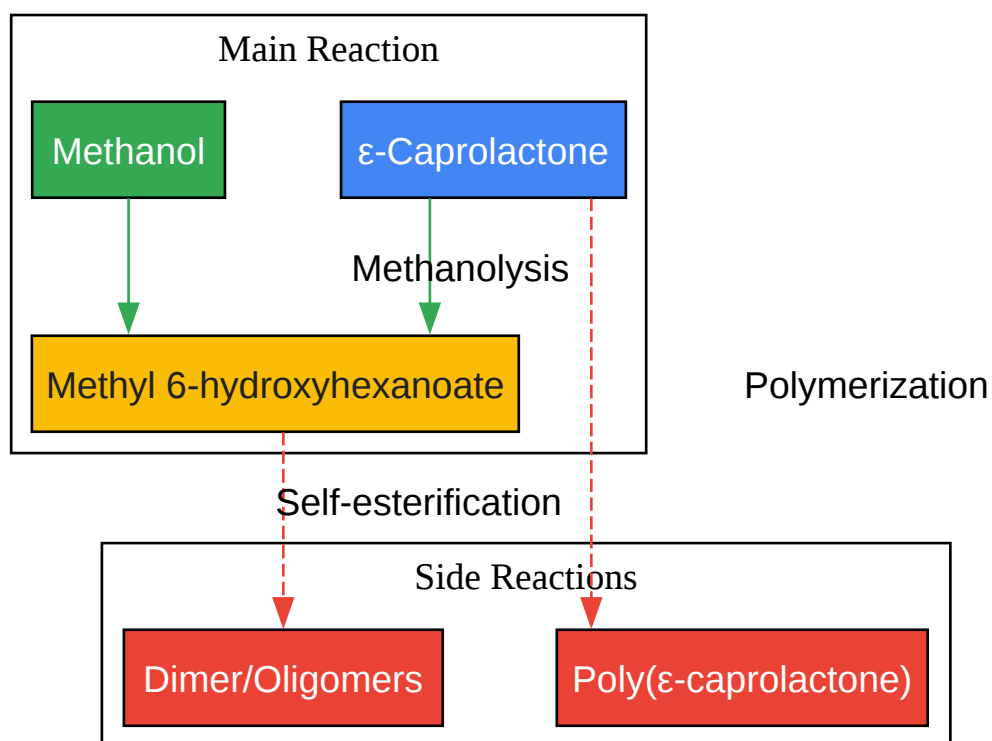 Main Reaction
Methanol
ε-Caprolactone
Methanolysis
Methyl 6-hydroxyhexanoate
Polymerization
Self-esterification
Side Reactions
Dimer/Oligomers
Poly(ε-caprolactone)